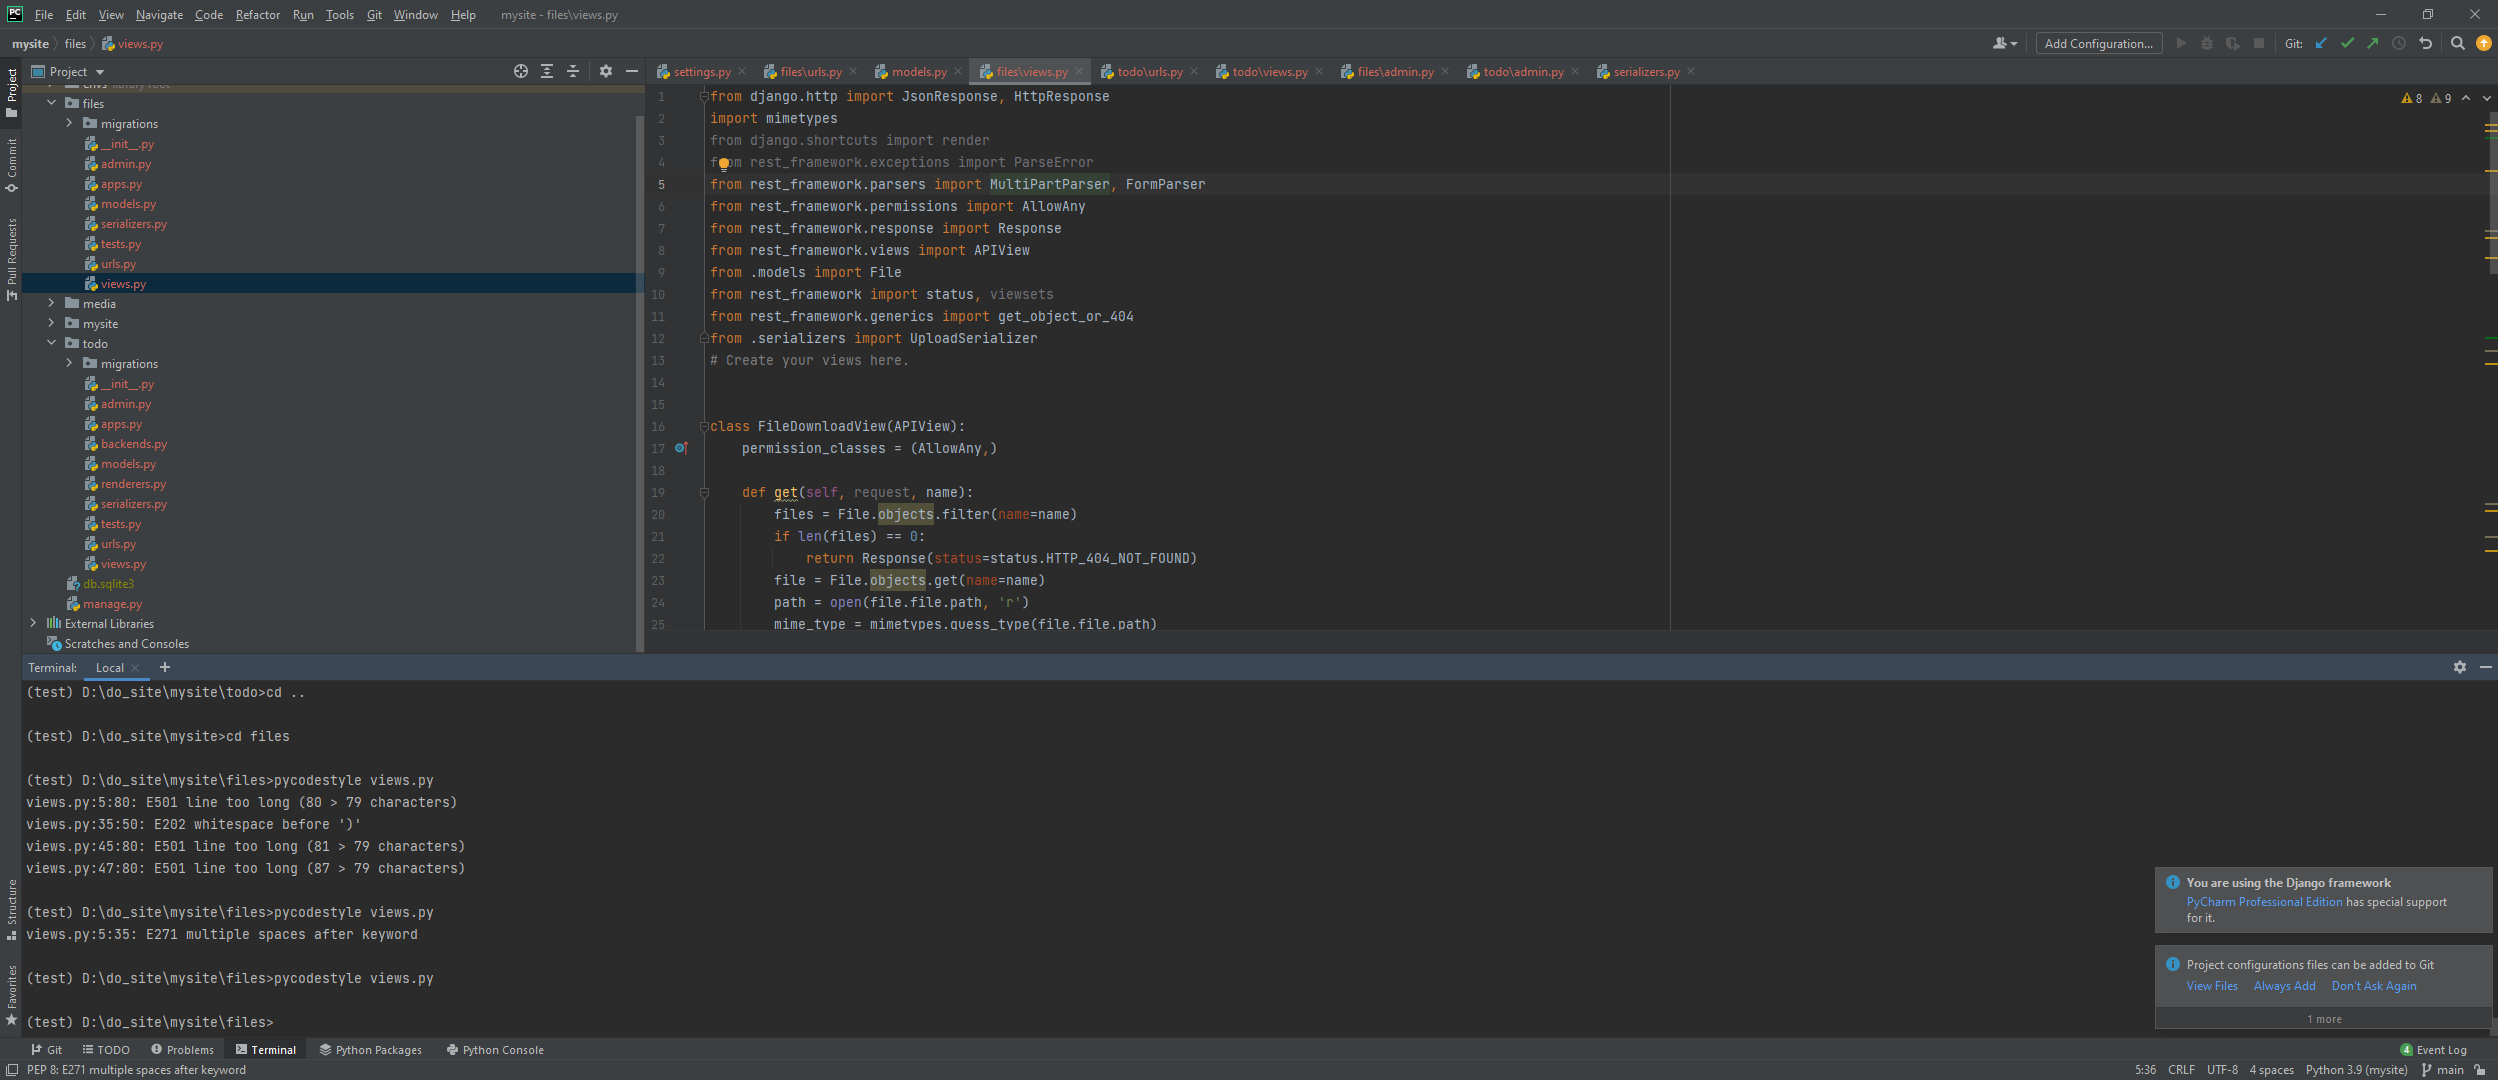 PC File Edit View Navigate Code Refactor Run Tools Git Window Help mysite - files\views.py
mysite files views.py Add Configuration... Git:
Project
settings.py files\urls.py models.py files\views.py todo\urls.py todo\views.py files\admin.py todo\admin.py serializers.py
Project
Commit
Pull Requests
Structure
Favorites
library root
files
migrations
__init__.py
admin.py
apps.py
models.py
serializers.py
tests.py
urls.py
views.py
media
mysite
todo
migrations
__init__.py
admin.py
apps.py
backends.py
models.py
renderers.py
serializers.py
tests.py
urls.py
views.py
db.sqlite3
manage.py
External Libraries
Scratches and Consoles
8 9
1 from django.http import JsonResponse, HttpResponse
2 import mimetypes
3 from django.shortcuts import render
4 from rest_framework.exceptions import ParseError
5 from rest_framework.parsers import MultiPartParser, FormParser
6 from rest_framework.permissions import AllowAny
7 from rest_framework.response import Response
8 from rest_framework.views import APIView
9 from .models import File
10 from rest_framework import status, viewsets
11 from rest_framework.generics import get_object_or_404
12 from .serializers import UploadSerializer
13 # Create your views here.
14
15
16 class FileDownloadView(APIView):
17 permission_classes = (AllowAny,)
18
19 def get(self, request, name):
20 files = File.objects.filter(name=name)
21 if len(files) == 0:
22 return Response(status=status.HTTP_404_NOT_FOUND)
23 file = File.objects.get(name=name)
24 path = open(file.file.path, 'r')
25 mime_type = mimetypes.guess_type(file.file.path)
Terminal: Local
(test) D:\do_site\mysite\todo>cd ..
(test) D:\do_site\mysite>cd files
(test) D:\do_site\mysite\files>pycodestyle views.py
views.py:5:80: E501 line too long (80 > 79 characters)
views.py:35:50: E202 whitespace before ')'
views.py:45:80: E501 line too long (81 > 79 characters)
views.py:47:80: E501 line too long (87 > 79 characters)
(test) D:\do_site\mysite\files>pycodestyle views.py
views.py:5:35: E271 multiple spaces after keyword
(test) D:\do_site\mysite\files>pycodestyle views.py
(test) D:\do_site\mysite\files>
You are using the Django framework
PyCharm Professional Edition has special support
for it.
Project configurations files can be added to Git
View Files Always Add Don't Ask Again
1 more
Git TODO Problems Terminal Python Packages Python Console 4 Event Log
PEP 8: E271 multiple spaces after keyword 5:36 CRLF UTF-8 4 spaces Python 3.9 (mysite) main